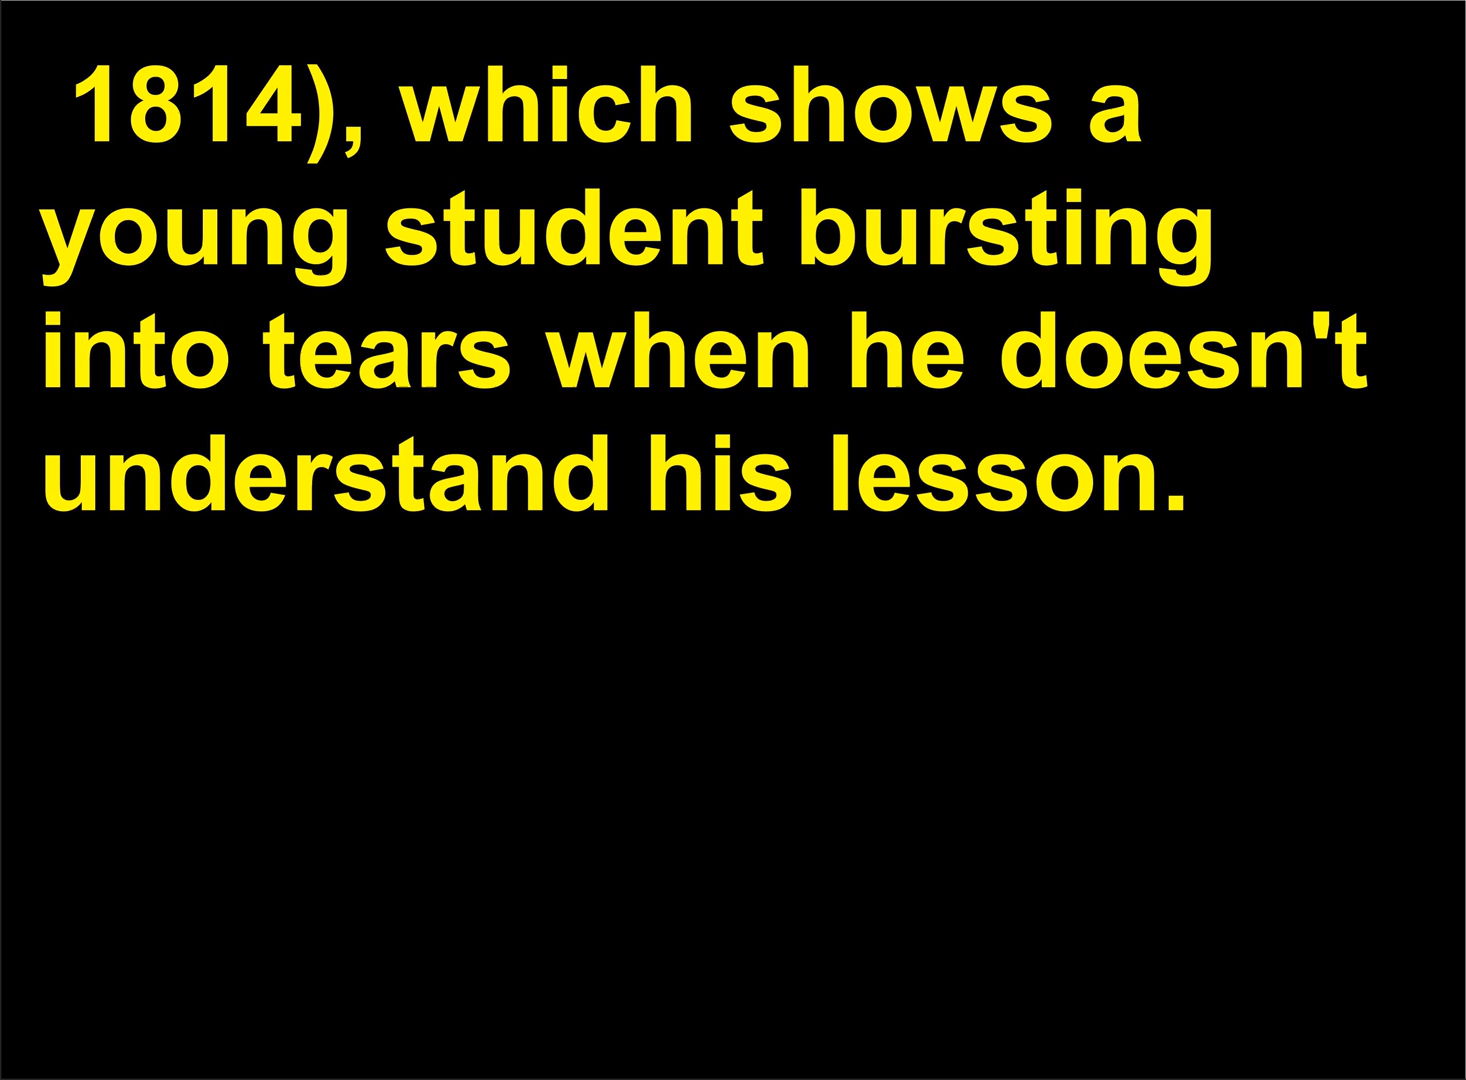 1814), which shows a
young student bursting
into tears when he doesn't
understand his lesson.